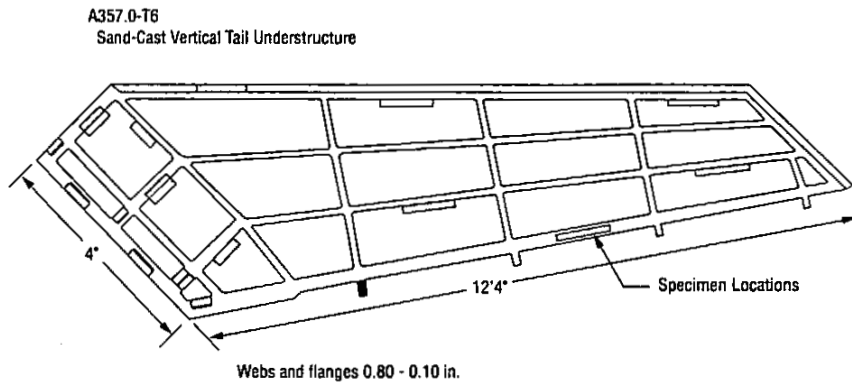 A357.0-T6
Sand-Cast Vertical Tail Understructure
4"
12'4"
Specimen Locations
Webs and flanges 0.80 - 0.10 in.